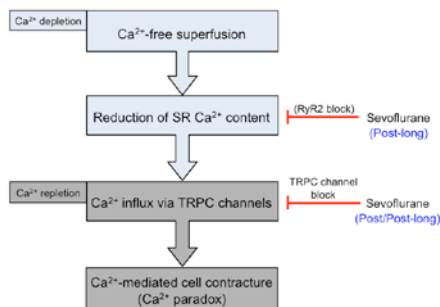 Ca²⁺ depletion
Ca²⁺-free superfusion
Reduction of SR Ca²⁺ content
(RyR2 block)
Sevoflurane
(Post-long)
Ca²⁺ repletion
Ca²⁺ influx via TRPC channels
TRPC channel
block
Sevoflurane
(Post/Post-long)
Ca²⁺-mediated cell contracture
(Ca²⁺ paradox)